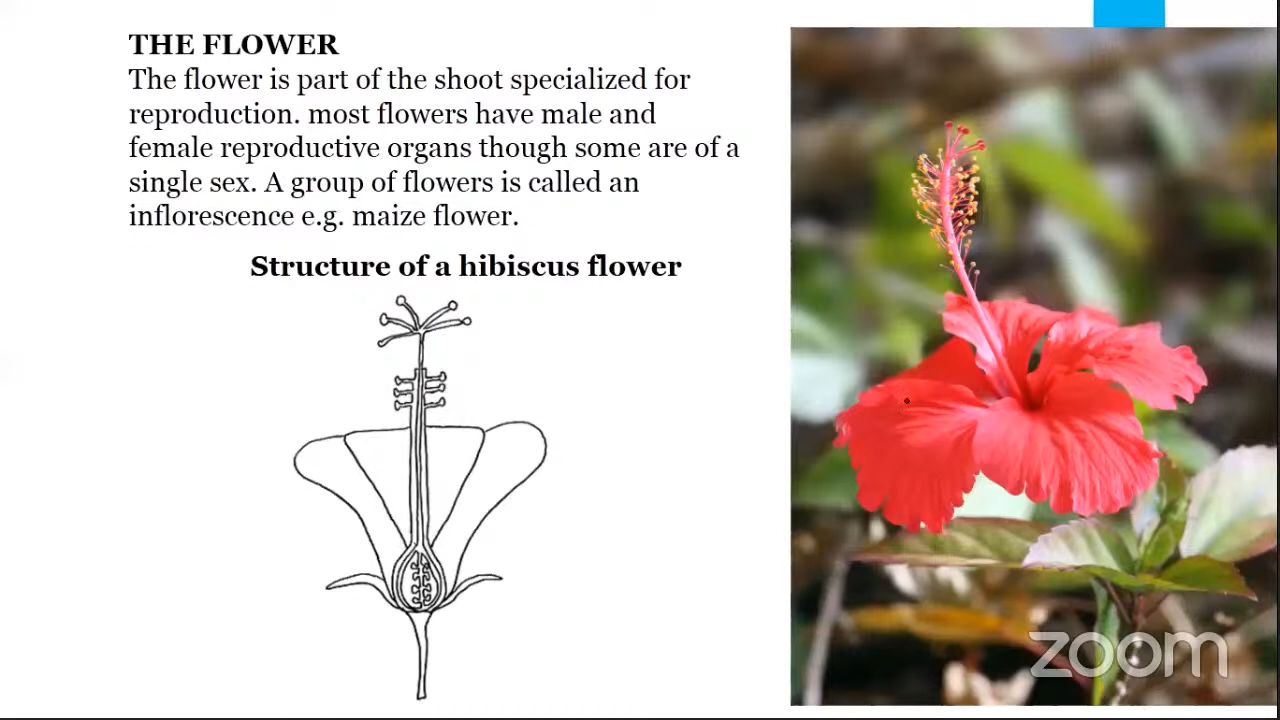 THE FLOWER
The flower is part of the shoot specialized for
reproduction. most flowers have male and
female reproductive organs though some are of a
single sex. A group of flowers is called an
inflorescence e.g. maize flower.
Structure of a hibiscus flower
zoom